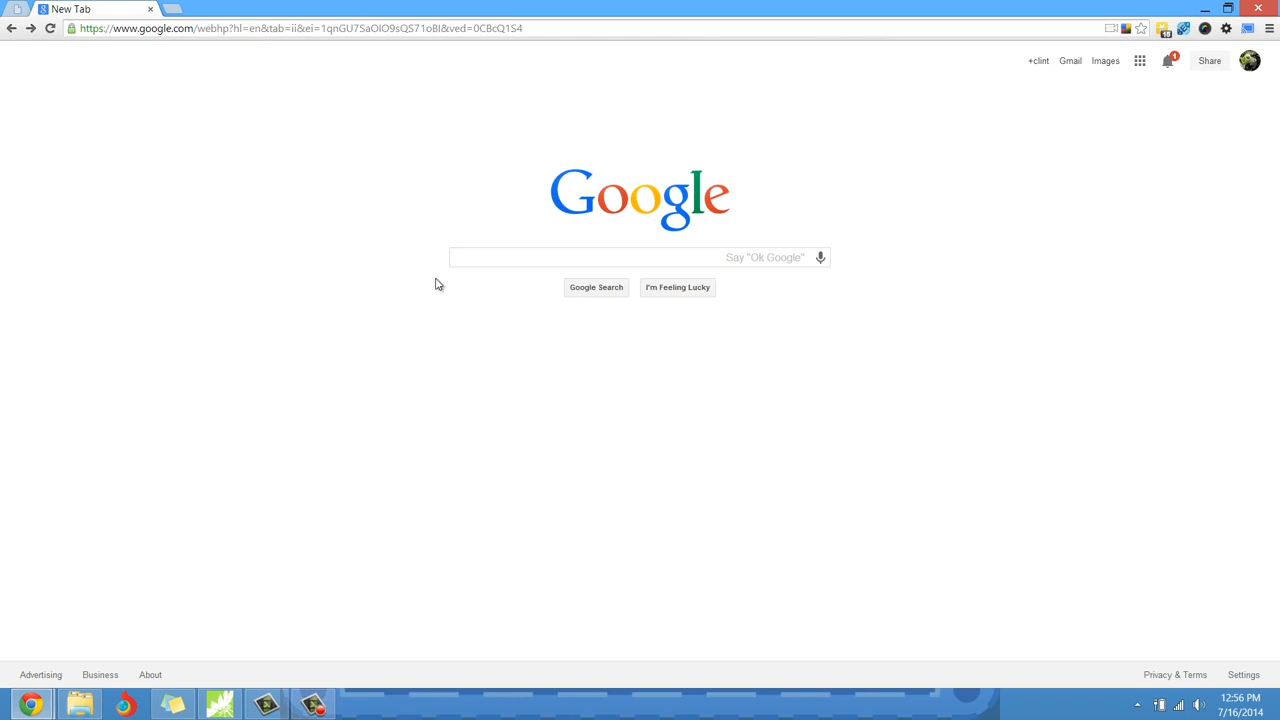 New Tab
https://www.google.com/webhp?hl=en&tab=ii&ei=1qnGU7SaOIO9sQS71oBI&ved=0CBcQ1S4
15
+clint Gmail Images 1 Share
Google
Say "Ok Google"
Google Search I'm Feeling Lucky
Advertising Business About Privacy & Terms Settings
12:56 PM
7/16/2014